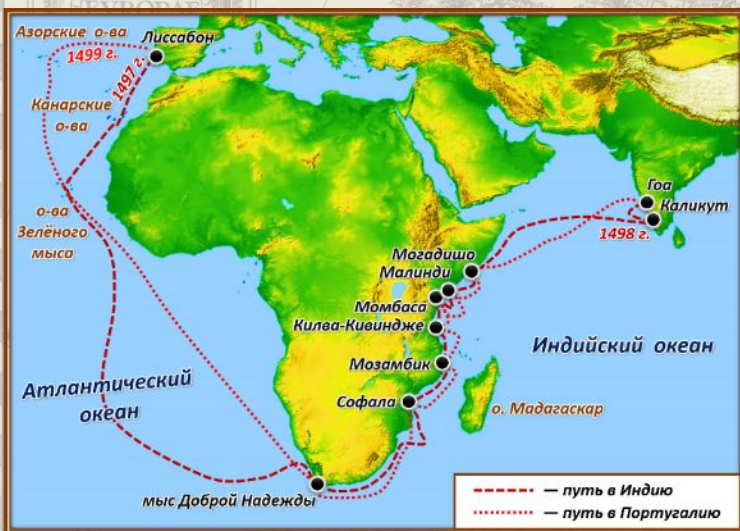 EVROPAE
Азорские о-ва
Лиссабон
1499 г.
1497 г.
Канарские
о-ва
о-ва
Зелёного
мыса
Гоа
Каликут
1498 г.
Могадишо
Малинди
Момбаса
Килва-Кивиндже
Индийский океан
Мозамбик
Атлантический
океан
Софала
о. Мадагаскар
мыс Доброй Надежды
— путь в Индию
— путь в Португалию